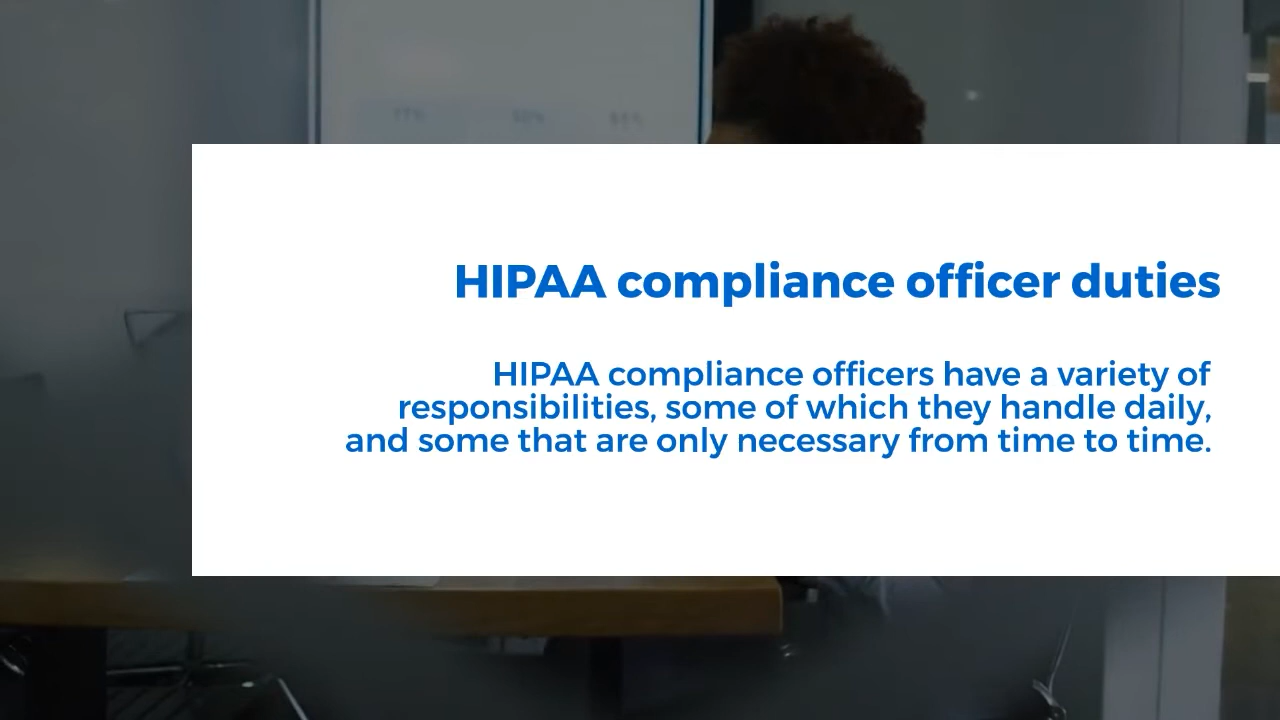 HIPAA compliance officer duties
HIPAA compliance officers have a variety of
responsibilities, some of which they handle daily,
and some that are only necessary from time to time.